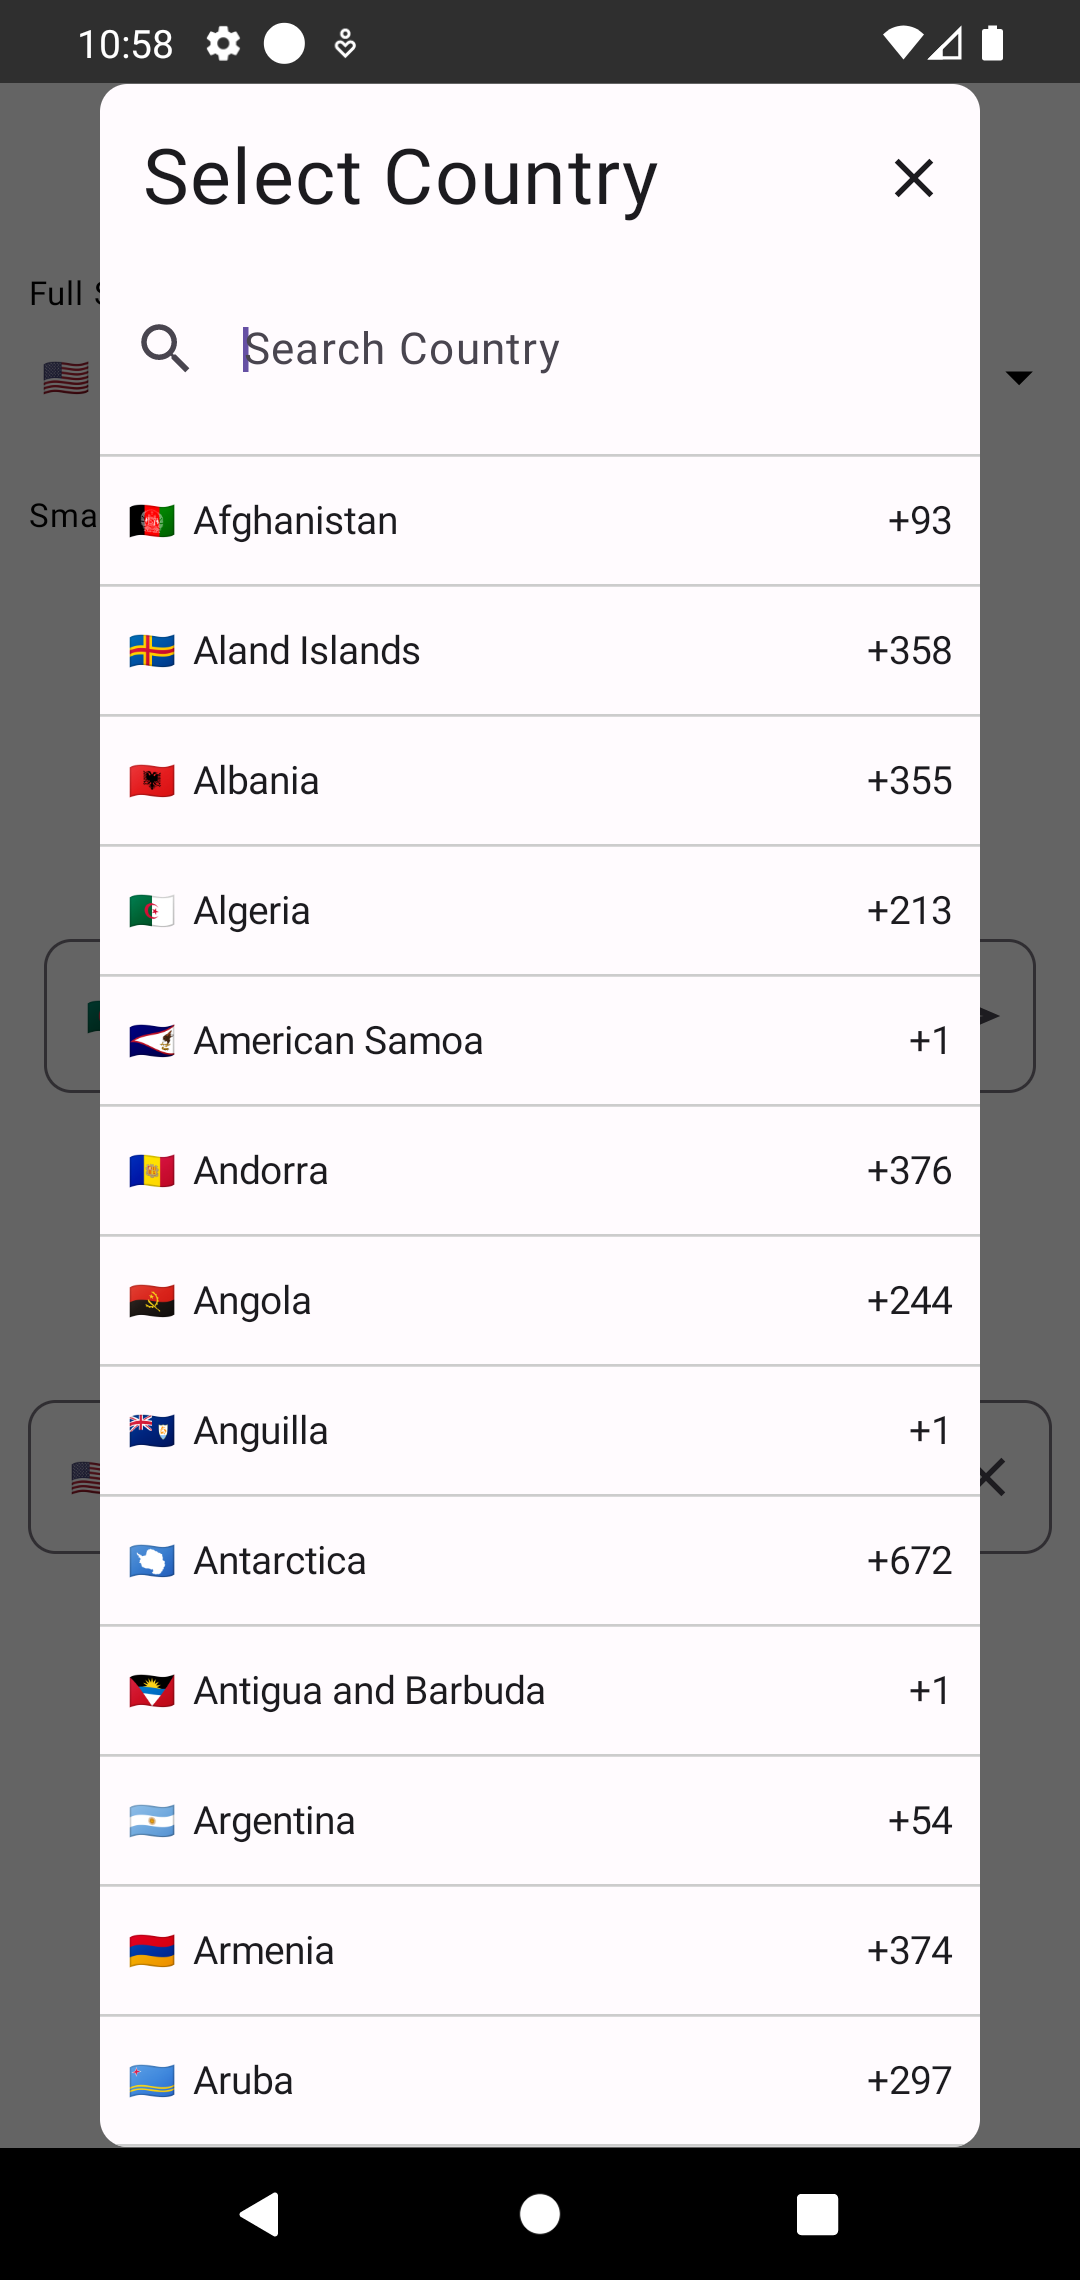 10:58
Select Country
Full
Search Country
Afghanistan +93
Sma
Aland Islands +358
Albania +355
Algeria +213
American Samoa +1
Andorra +376
Angola +244
Anguilla +1
Antarctica +672
Antigua and Barbuda +1
Argentina +54
Armenia +374
Aruba +297